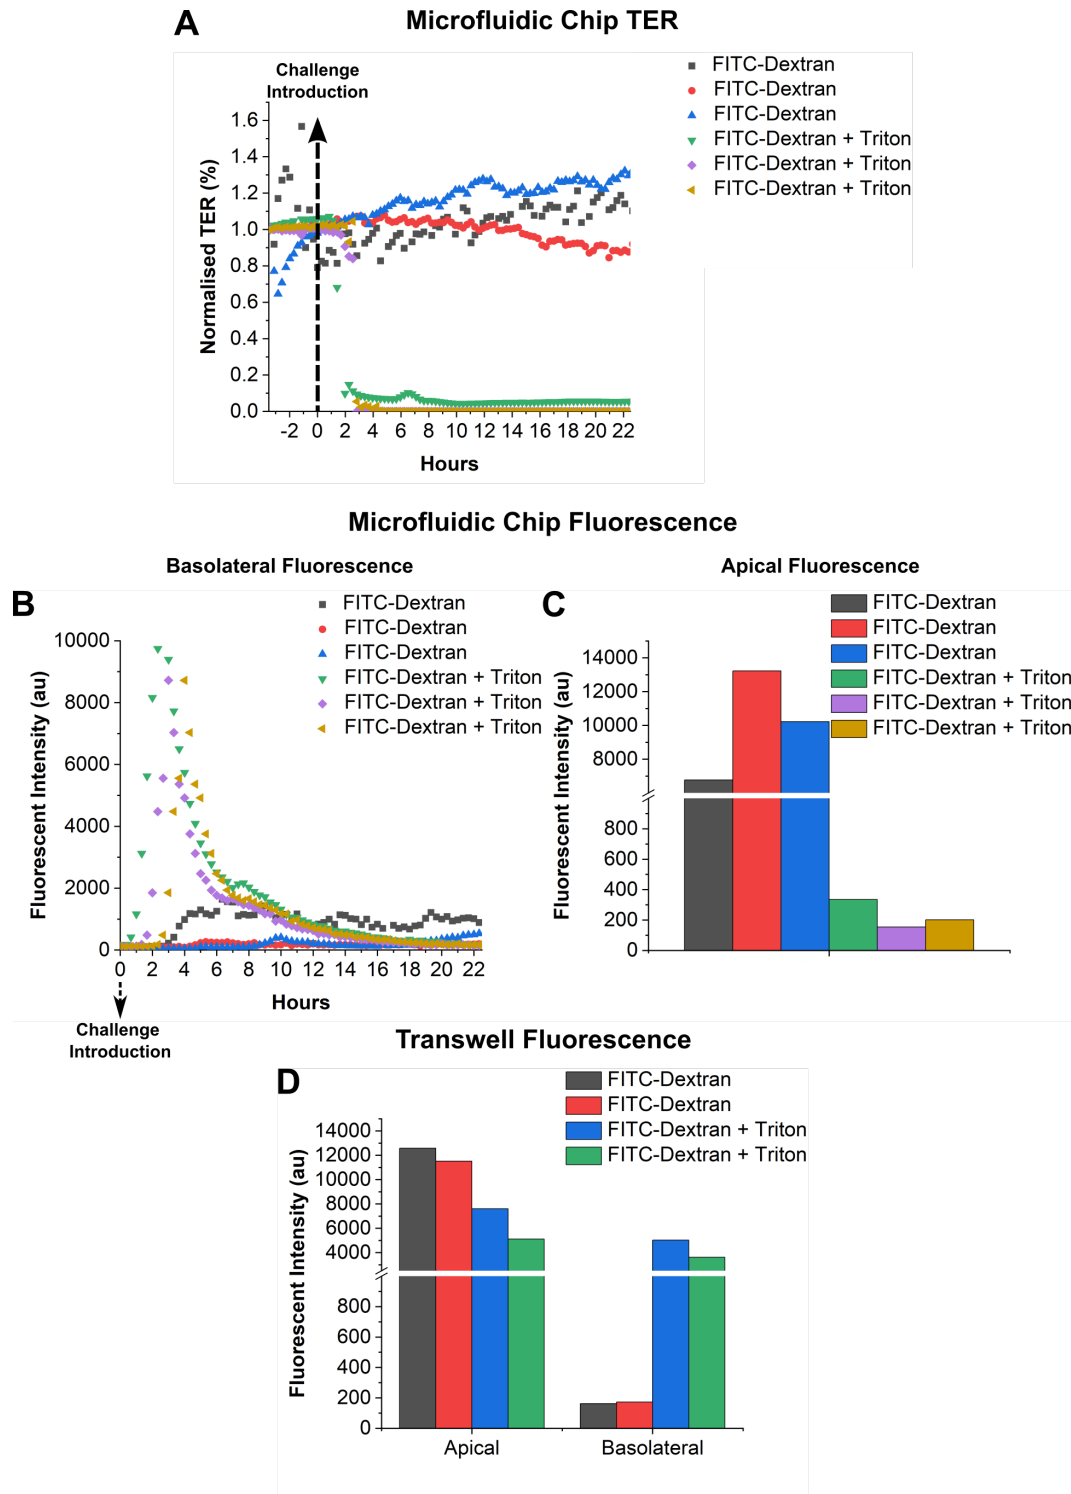 A
Microfluidic Chip TER
Challenge
Introduction
FITC-Dextran
FITC-Dextran
FITC-Dextran
FITC-Dextran + Triton
FITC-Dextran + Triton
FITC-Dextran + Triton
Normalised TER (%)
1.6
1.4
1.2
1.0
0.8
0.6
0.4
0.2
0.0
-2 0 2 4 6 8 10 12 14 16 18 20 22
Hours
Microfluidic Chip Fluorescence
Basolateral Fluorescence
B
FITC-Dextran
FITC-Dextran
FITC-Dextran
FITC-Dextran + Triton
FITC-Dextran + Triton
FITC-Dextran + Triton
Fluorescent Intensity (au)
10000
8000
6000
4000
2000
0
0 2 4 6 8 10 12 14 16 18 20 22
Hours
Challenge
Introduction
Apical Fluorescence
C
FITC-Dextran
FITC-Dextran
FITC-Dextran
FITC-Dextran + Triton
FITC-Dextran + Triton
FITC-Dextran + Triton
Fluorescent Intensity (au)
14000
12000
10000
8000
800
600
400
200
0
Transwell Fluorescence
D
FITC-Dextran
FITC-Dextran
FITC-Dextran + Triton
FITC-Dextran + Triton
Fluorescent Intensity (au)
14000
12000
10000
8000
6000
4000
800
600
400
200
0
Apical Basolateral